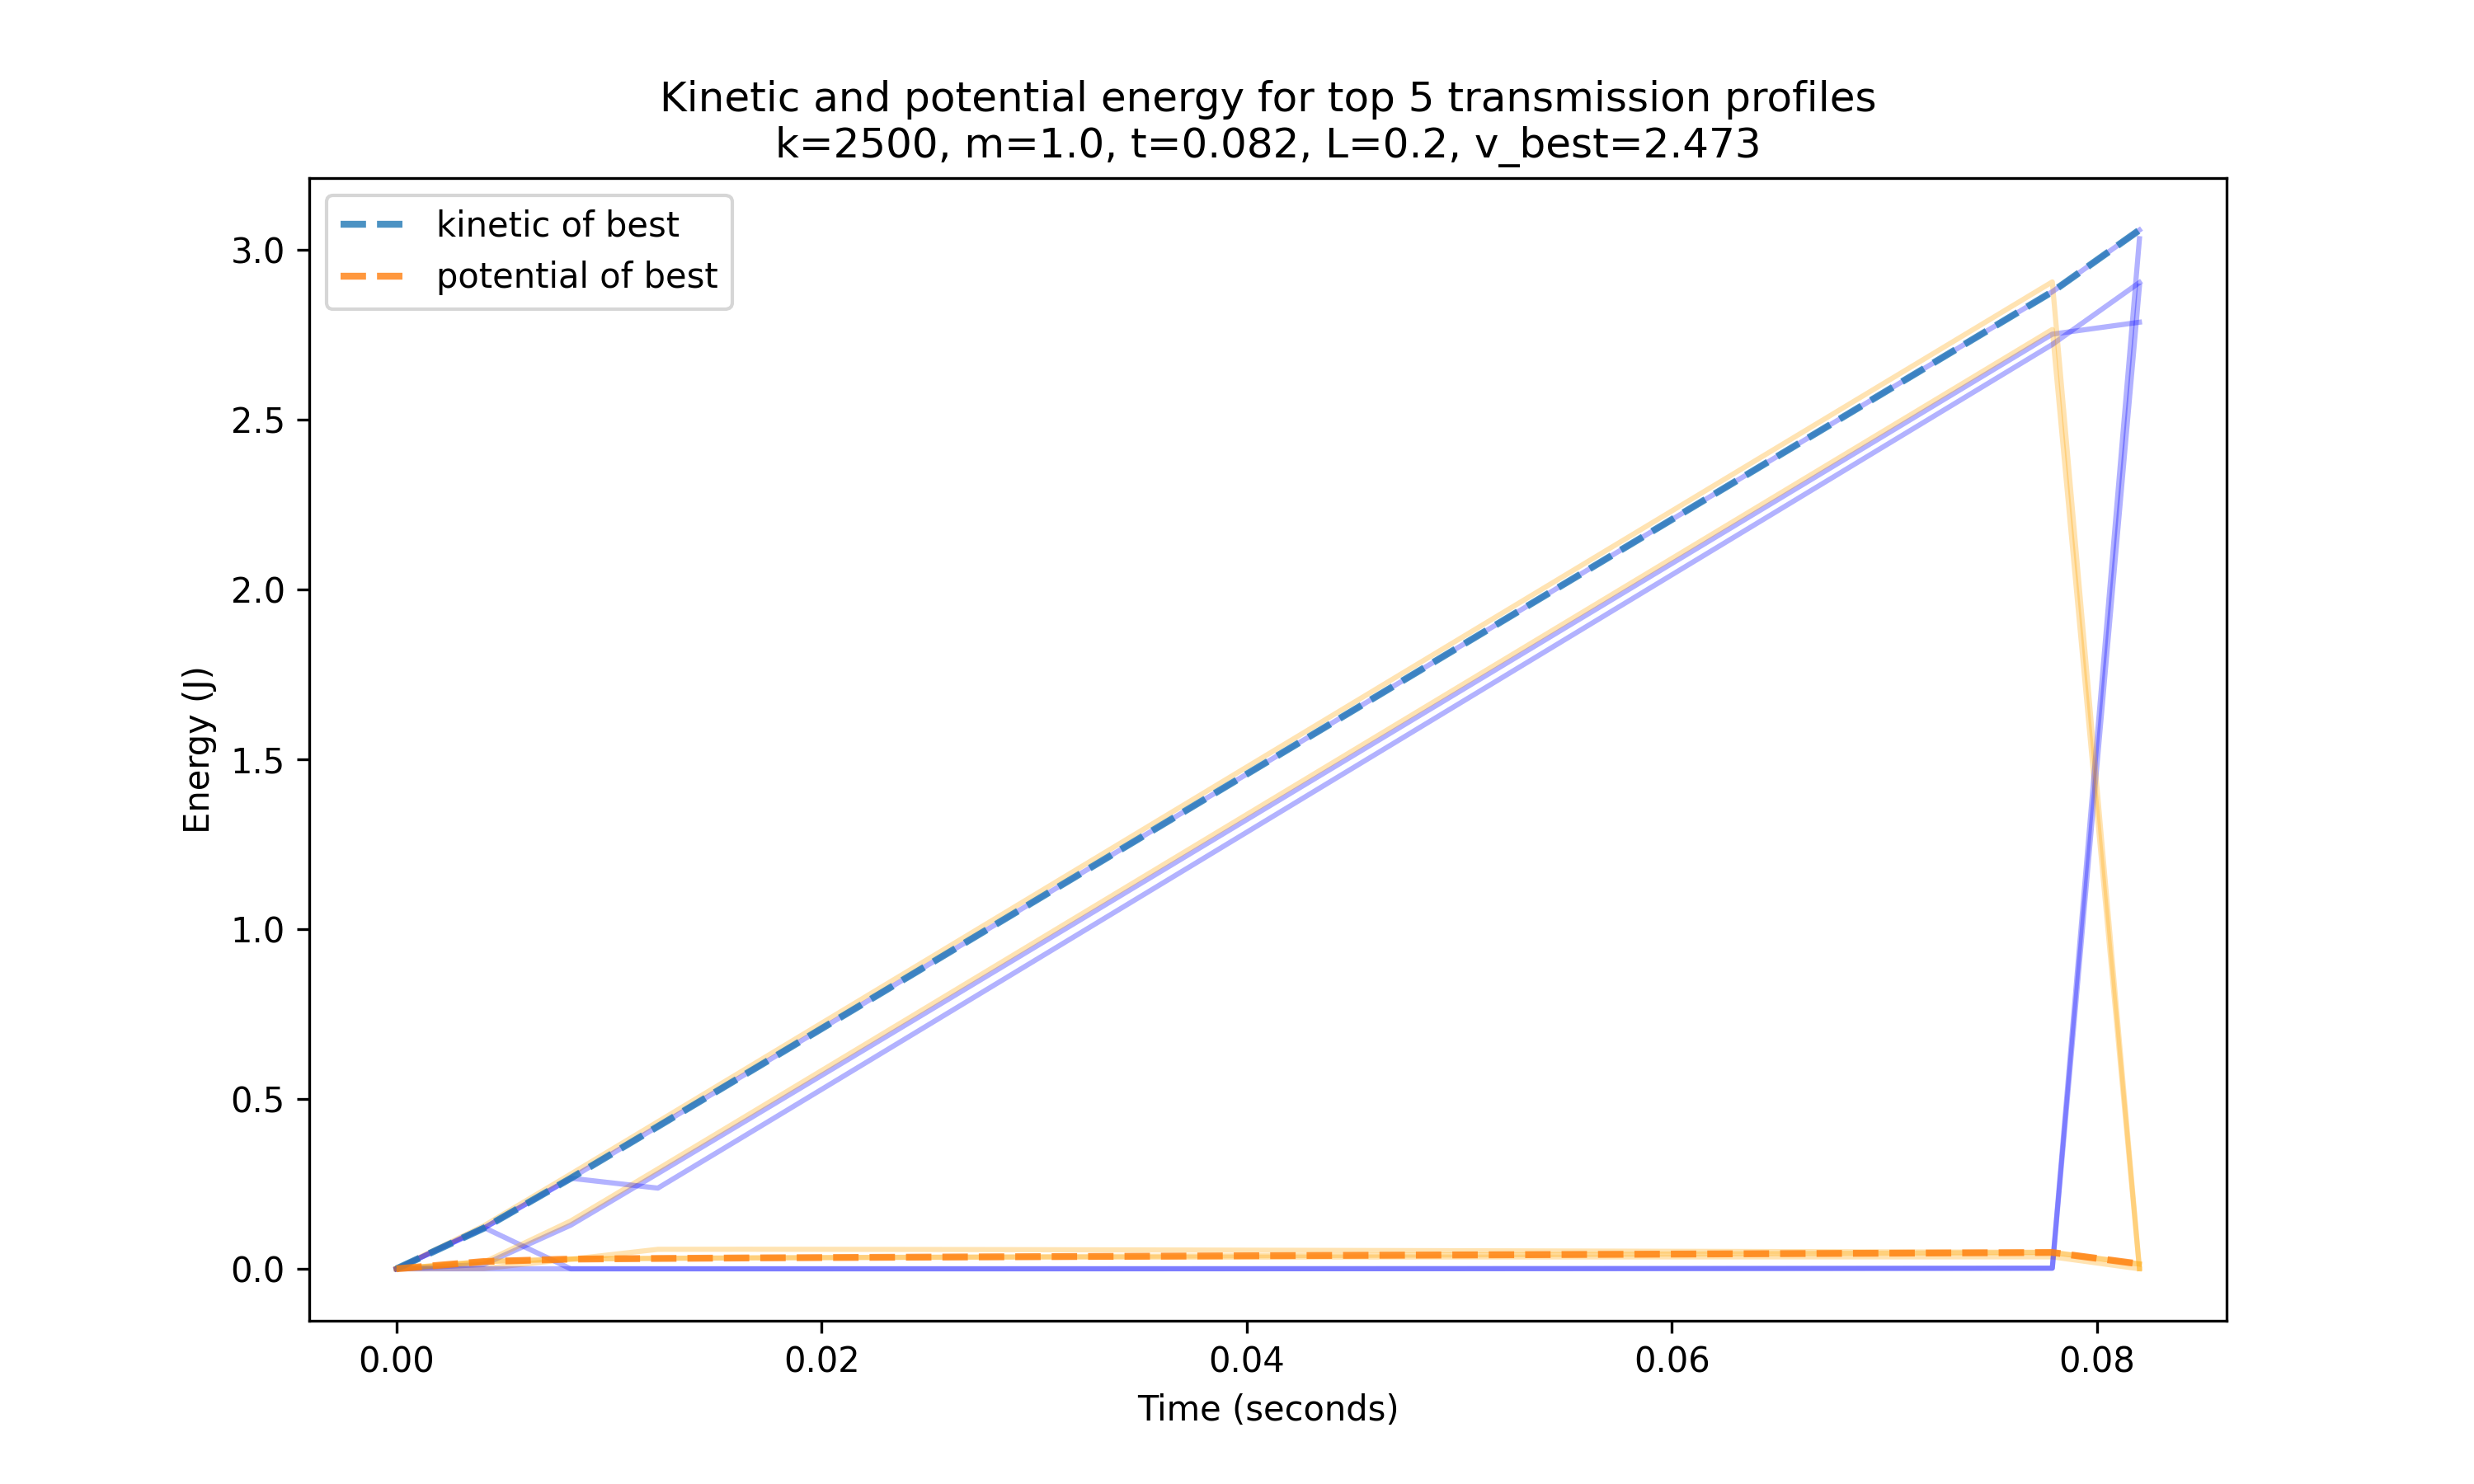 Kinetic and potential energy for top 5 transmission profiles
k=2500, m=1.0, t=0.082, L=0.2, v_best=2.473
kinetic of best
potential of best
3.0
2.5
2.0
1.5
1.0
0.5
0.0
Energy (J)
0.00 0.02 0.04 0.06 0.08
Time (seconds)